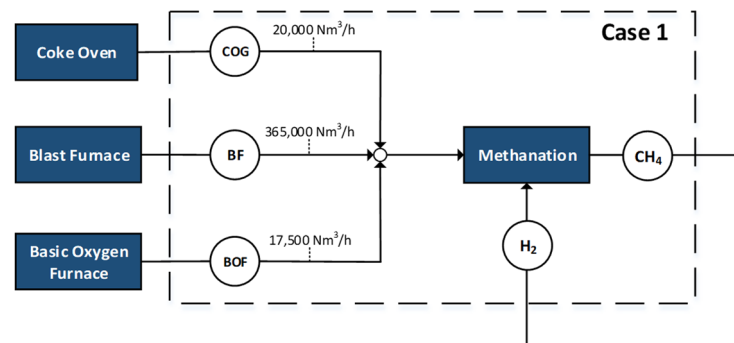 Case 1
Coke Oven
COG
20,000 Nm³/h
Blast Furnace
BF
365,000 Nm³/h
Methanation
CH₄
Basic Oxygen
Furnace
BOF
17,500 Nm³/h
H₂